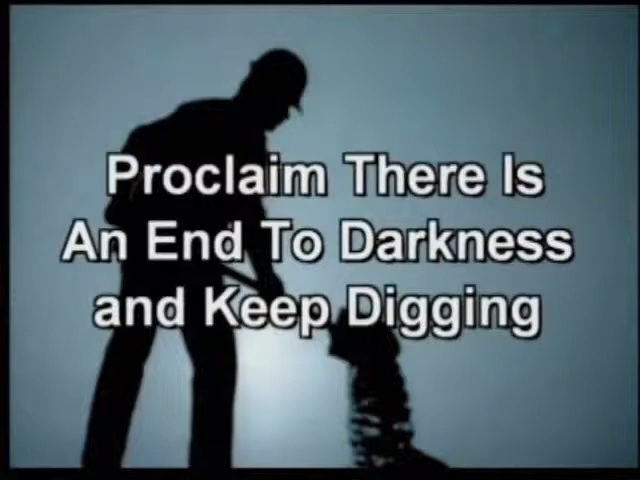 Proclaim There Is
An End To Darkness
and Keep Digging